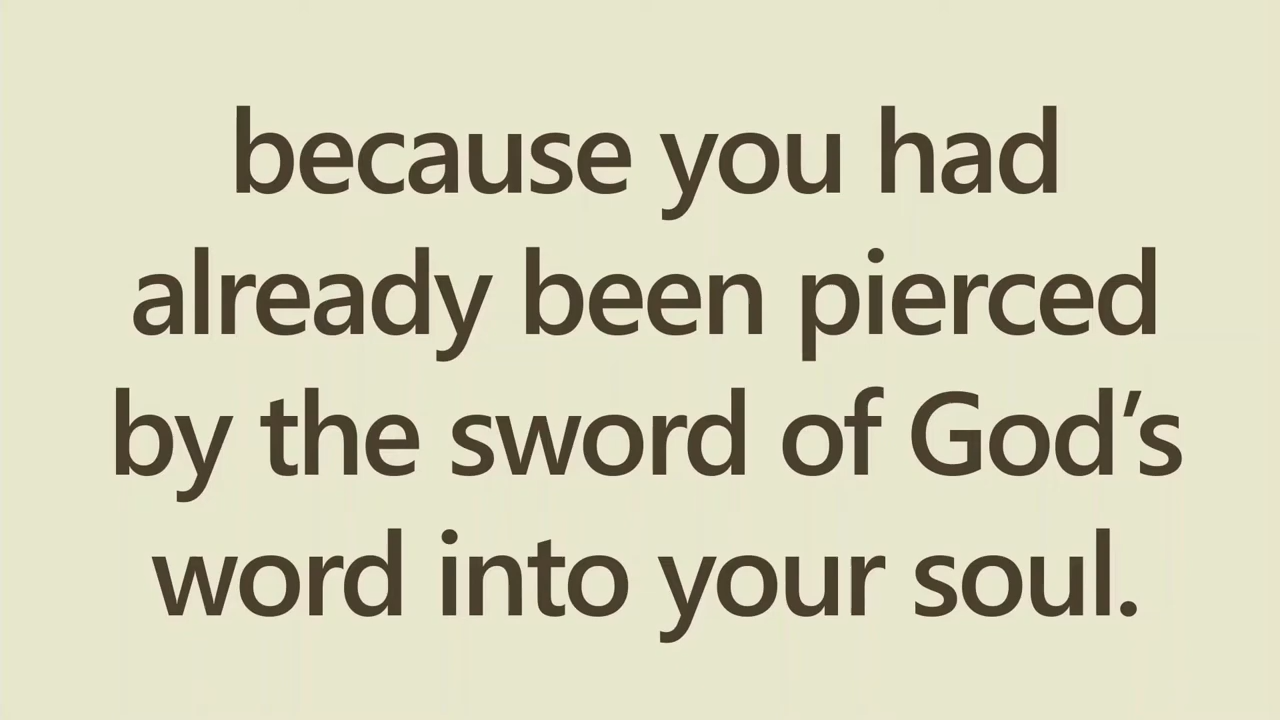 because you had
already been pierced
by the sword of God’s
word into your soul.